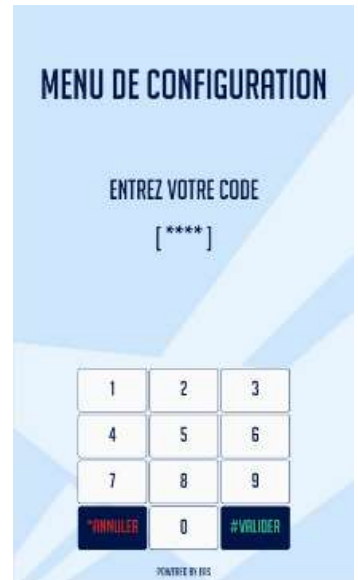 MENU DE CONFIGURATION
ENTREZ VOTRE CODE
[ **** ]
1 2 3
4 5 6
7 8 9
*ANNULER 0 #VALIDER
POWERED BY